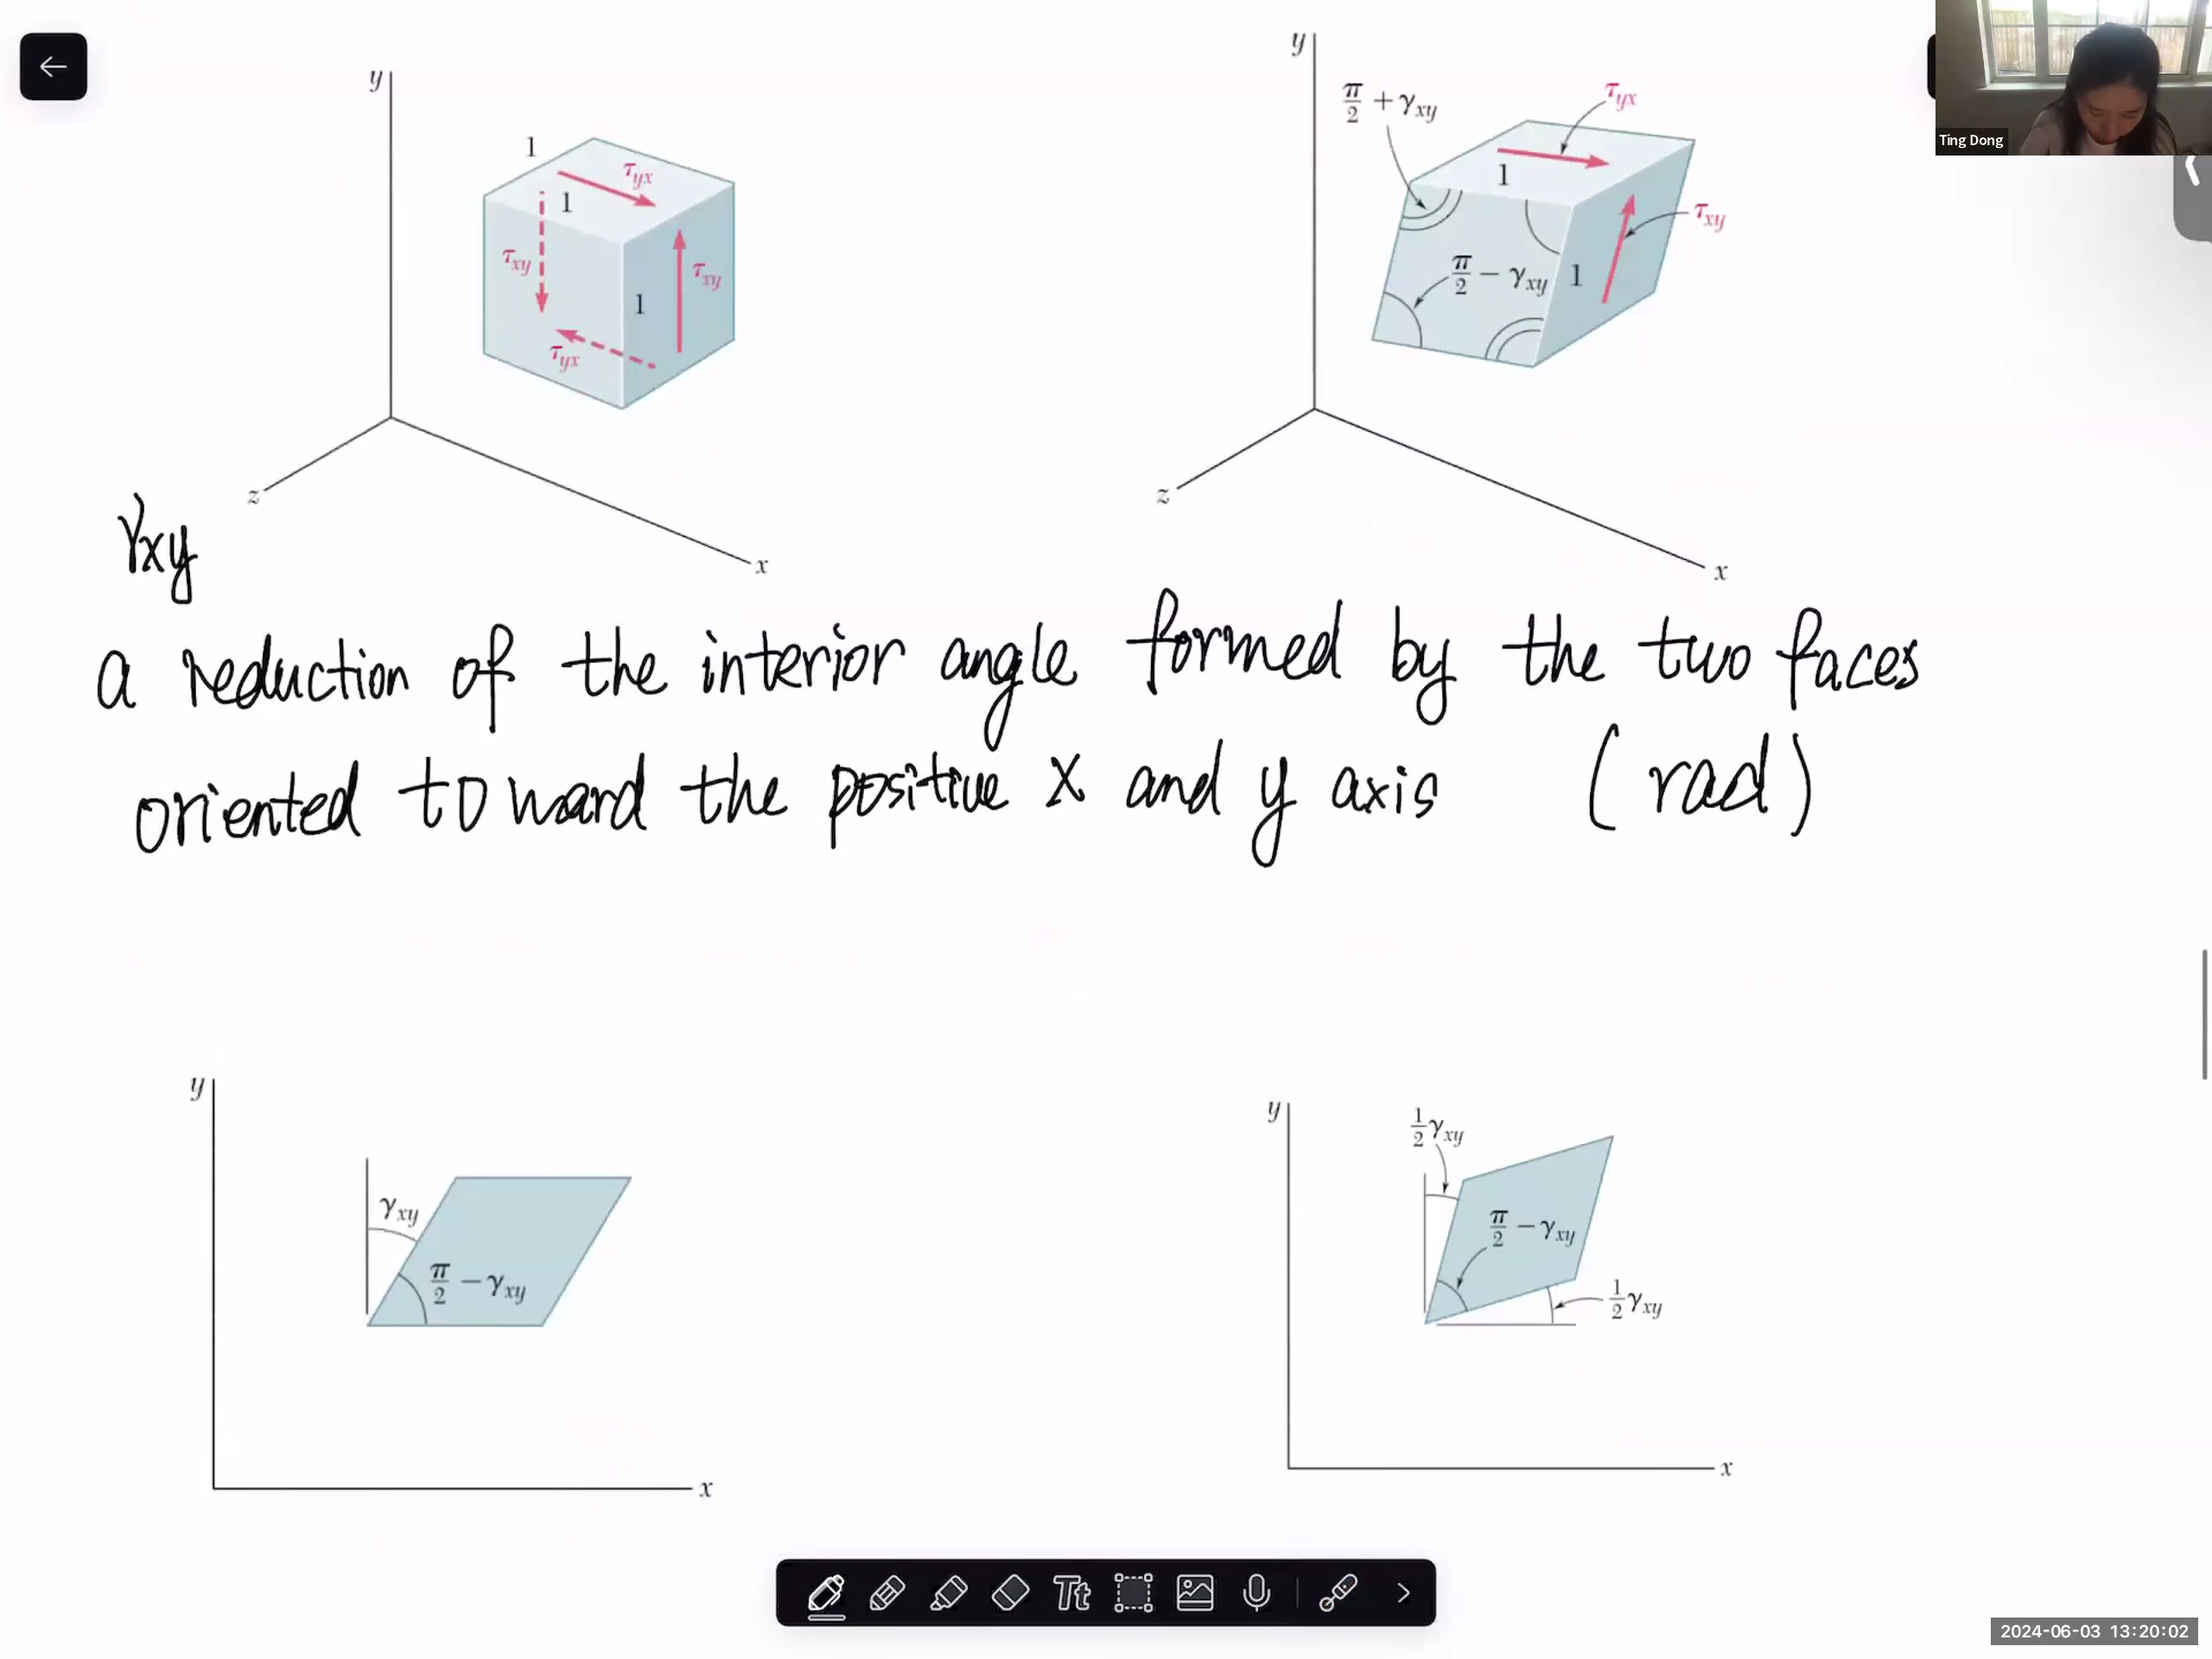 y
1
τyx
1
τxy
τxy
1
τyx
z
x
y
π/2 + γxy
τyx
1
τxy
π/2 − γxy
1
z
x
Ting Dong
γxy
a reduction of the interior angle formed by the two faces
oriented toward the positive x and y axis (rad)
y
γxy
π/2 − γxy
x
y
1/2 γxy
π/2 − γxy
1/2 γxy
x
Tt
2024-06-03 13:20:02